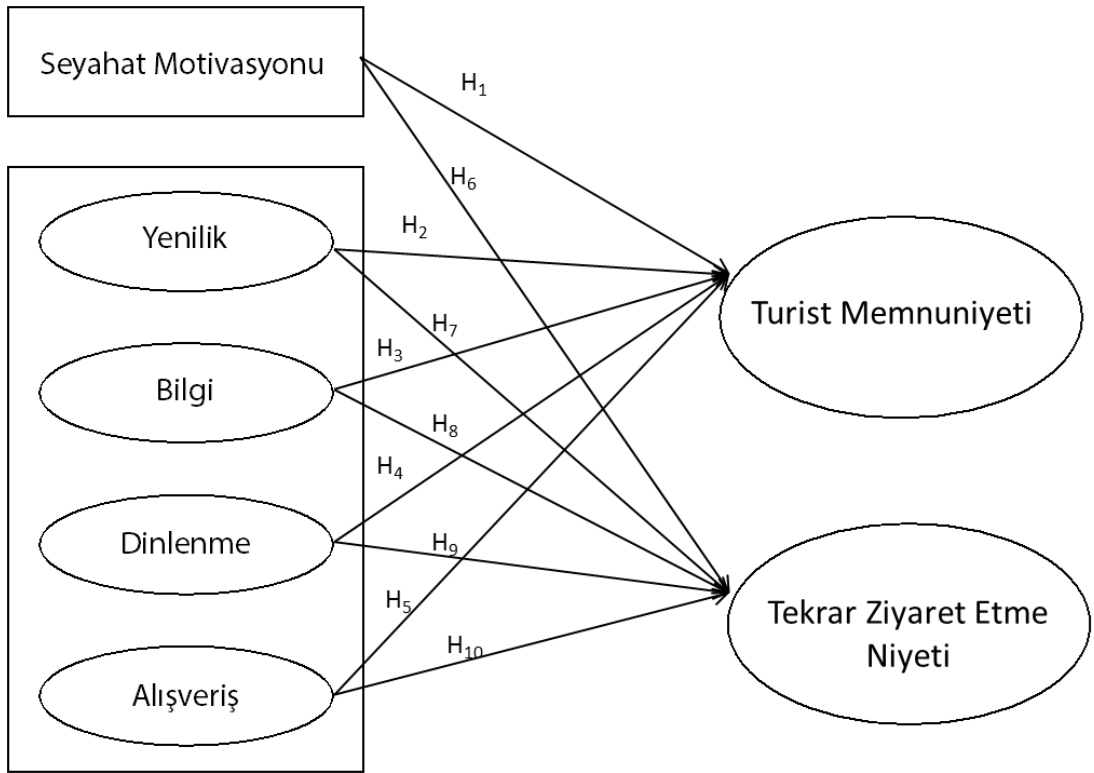 Seyahat Motivasyonu
H₁
H₆
Yenilik
H₂
Turist Memnuniyeti
H₇
H₃
Bilgi
H₈
H₄
Dinlenme
H₉
H₅
Tekrar Ziyaret Etme
Niyeti
H₁₀
Alışveriş